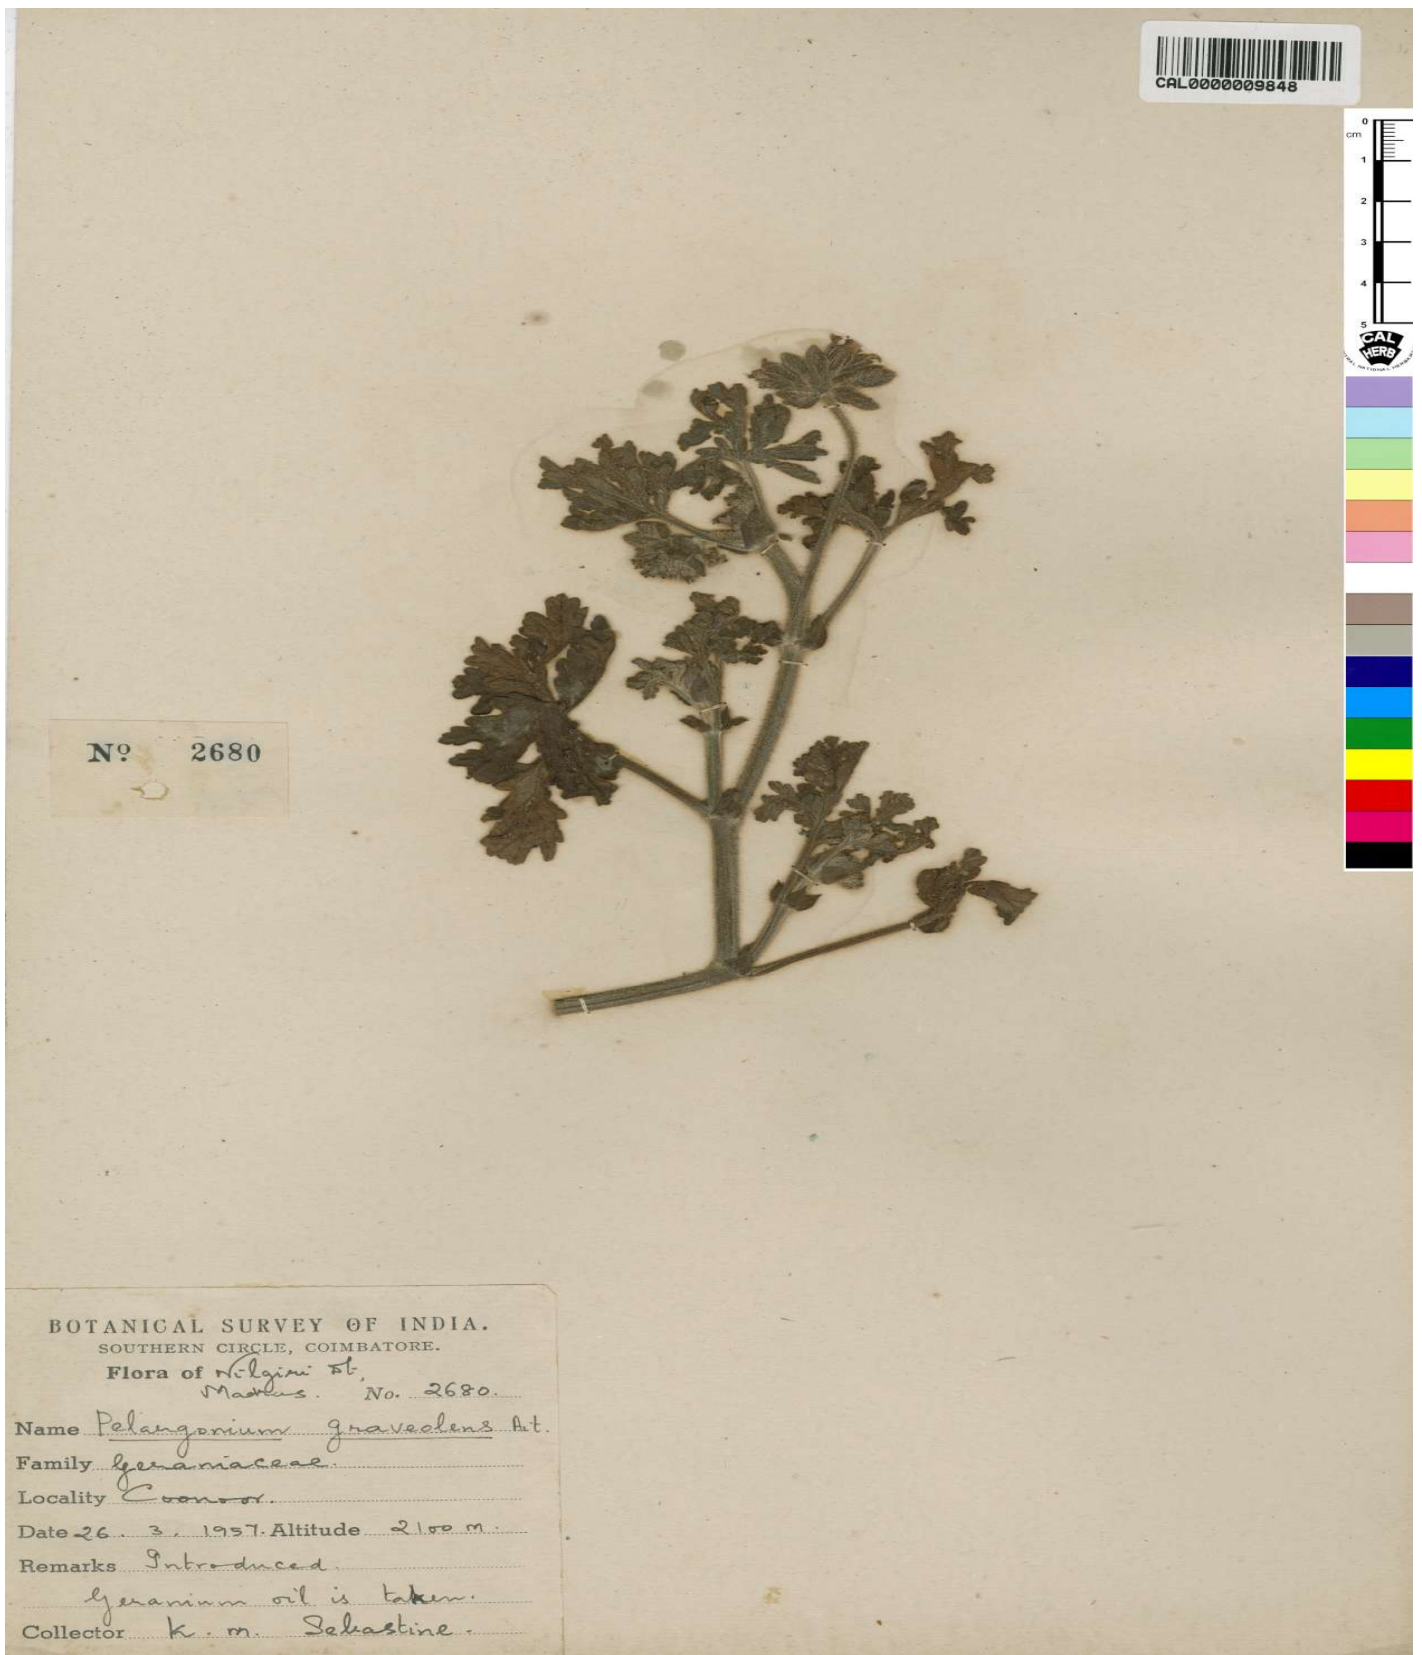 CAL0000009848
0
cm
1
2
3
4
5
CAL
HERB
No 2680
BOTANICAL SURVEY OF INDIA.
SOUTHERN CIRCLE, COIMBATORE.
Flora of Nilgiri Dt,
Madras. No. 2680.
Name Pelargonium graveolens Ait.
Family Geraniaceae.
Locality Coonoor.
Date 26. 3. 1957. Altitude 2100 m.
Remarks Introduced.
Geranium oil is taken.
Collector K. m. Sebastine.